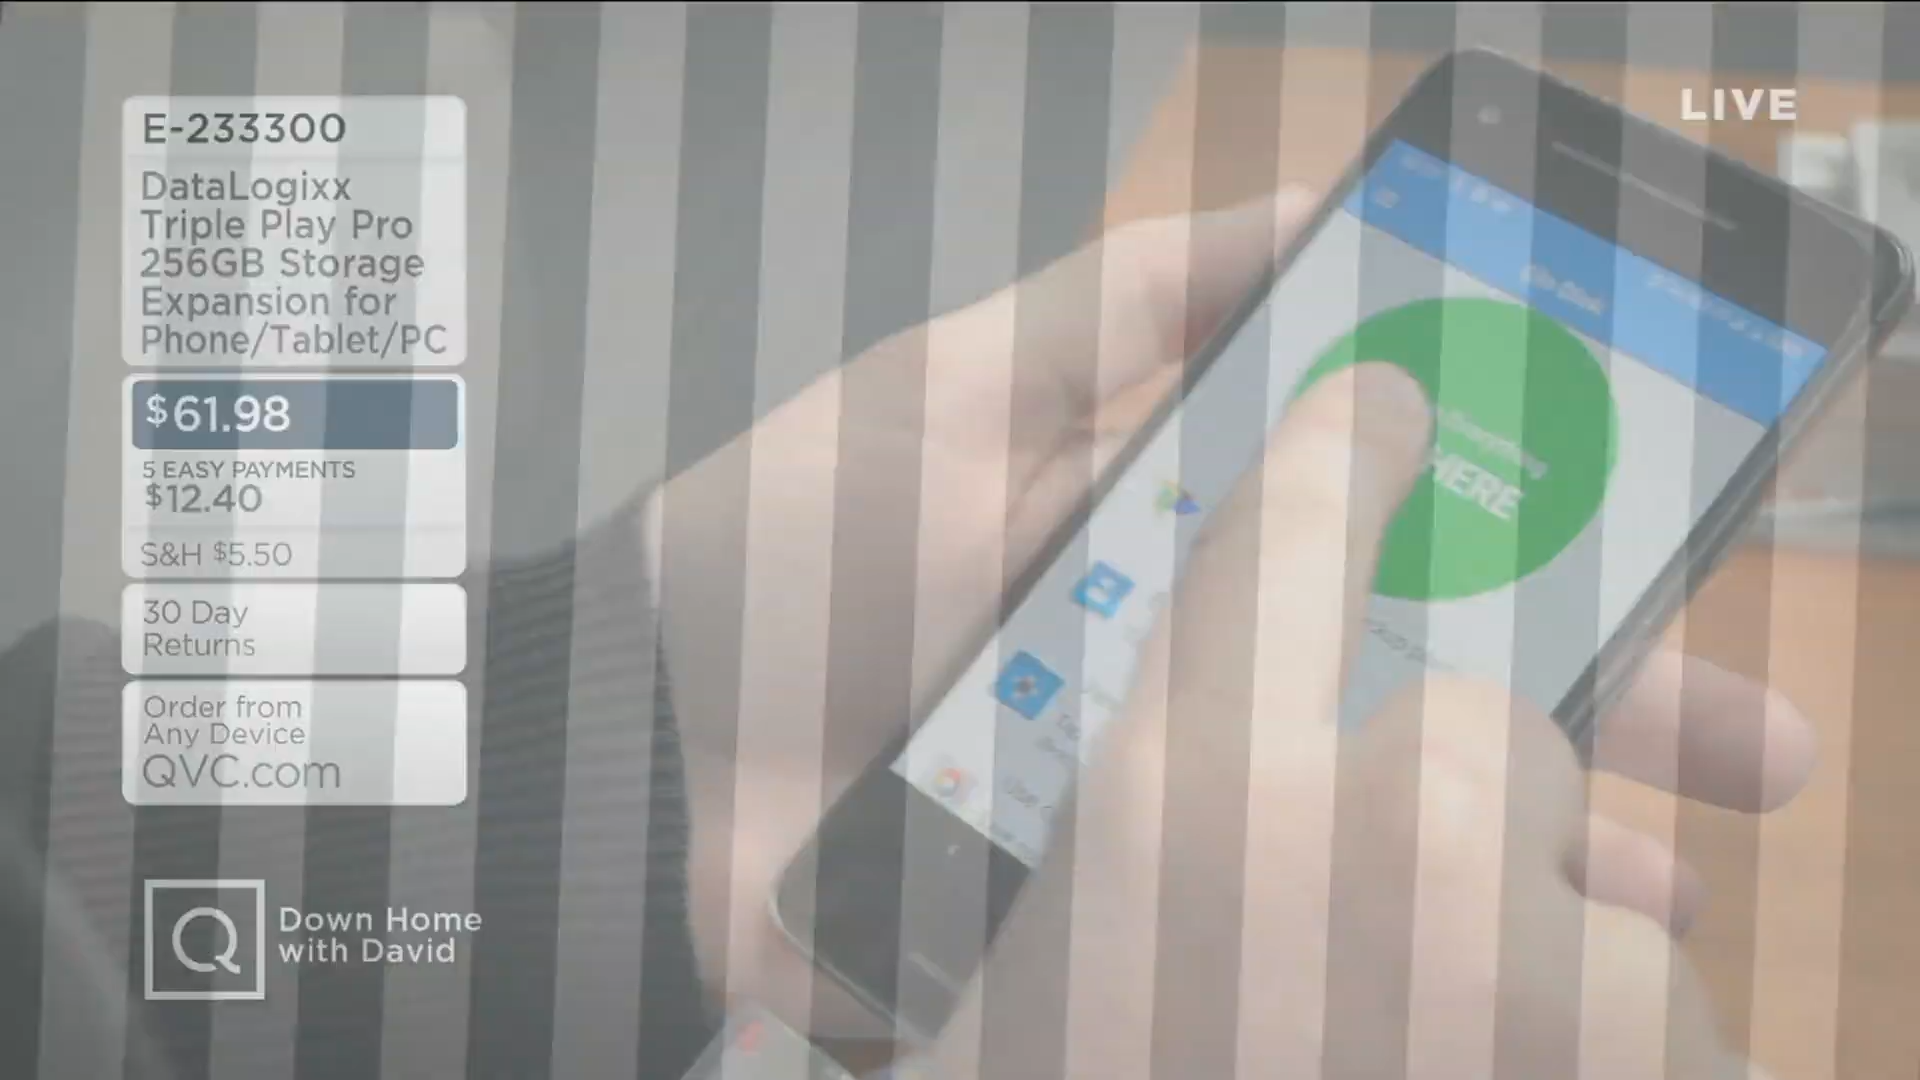 E-233300
DataLogixx
Triple Play Pro
256GB Storage
Expansion for
Phone/Tablet/PC
$61.98
5 EASY PAYMENTS
$12.40
S&H $5.50
30 Day
Returns
Order from
Any Device
QVC.com
Q
Down Home
with David
LIVE
HERE